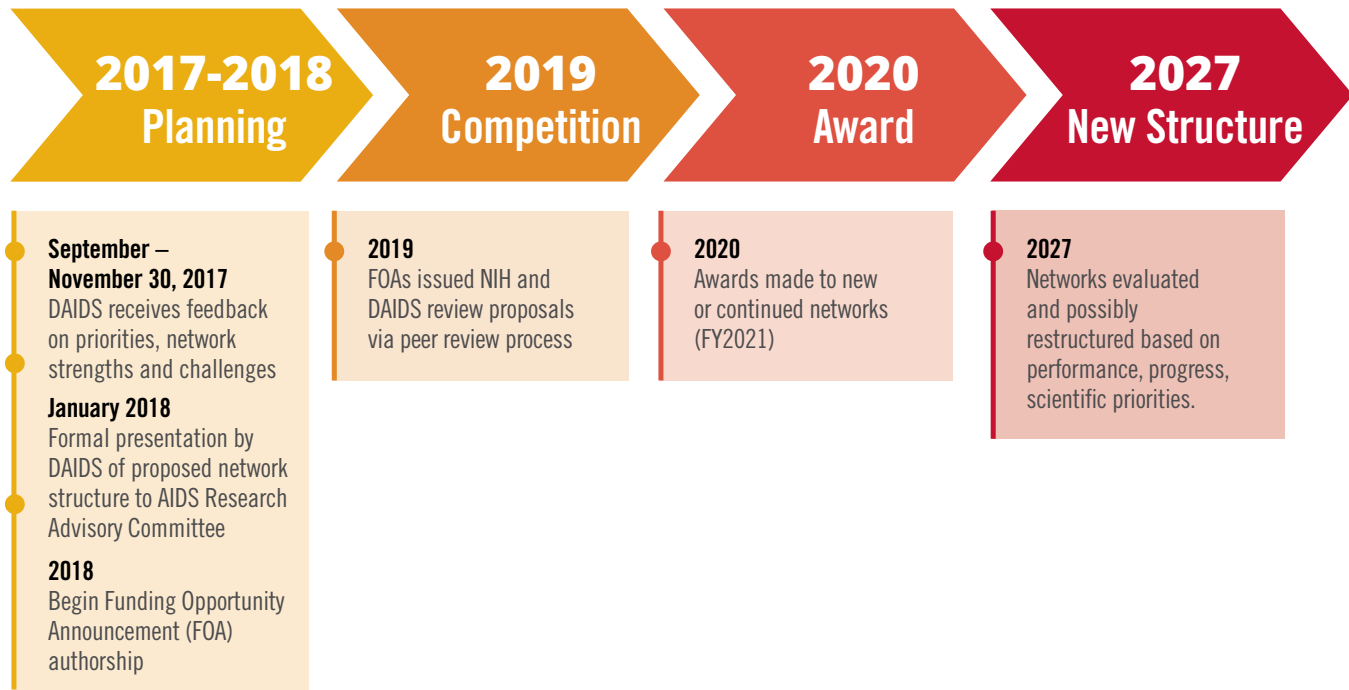 2017-2018
Planning
2019
Competition
2020
Award
2027
New Structure
September –
November 30, 2017
DAIDS receives feedback
on priorities, network
strengths and challenges
January 2018
Formal presentation by
DAIDS of proposed network
structure to AIDS Research
Advisory Committee
2018
Begin Funding Opportunity
Announcement (FOA)
authorship
2019
FOAs issued NIH and
DAIDS review proposals
via peer review process
2020
Awards made to new
or continued networks
(FY2021)
2027
Networks evaluated
and possibly
restructured based on
performance, progress,
scientific priorities.